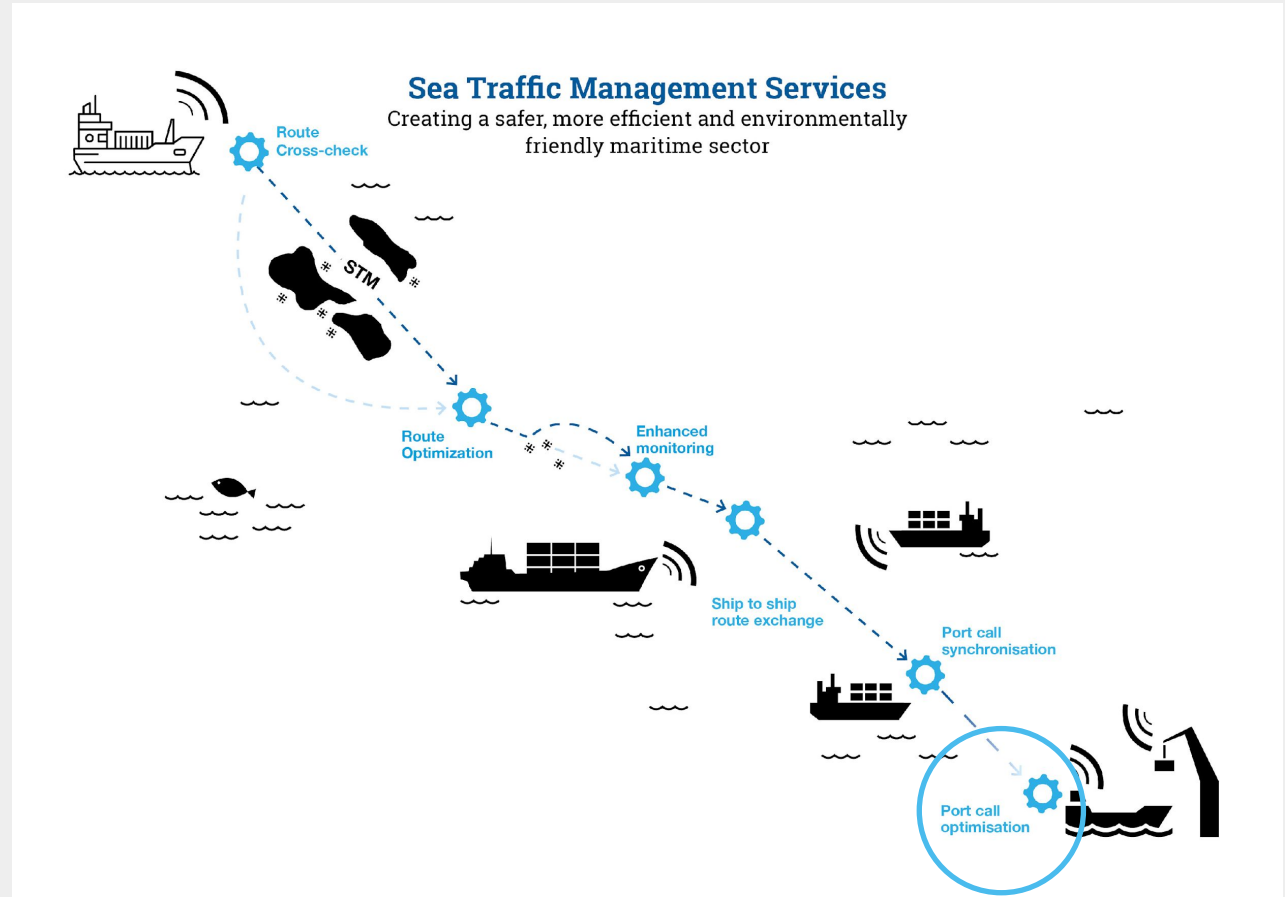 Sea Traffic Management Services
Creating a safer, more efficient and environmentally
friendly maritime sector
Route
Cross-check
STM
Route
Optimization
Enhanced
monitoring
Ship to ship
route exchange
Port call
synchronisation
Port call
optimisation